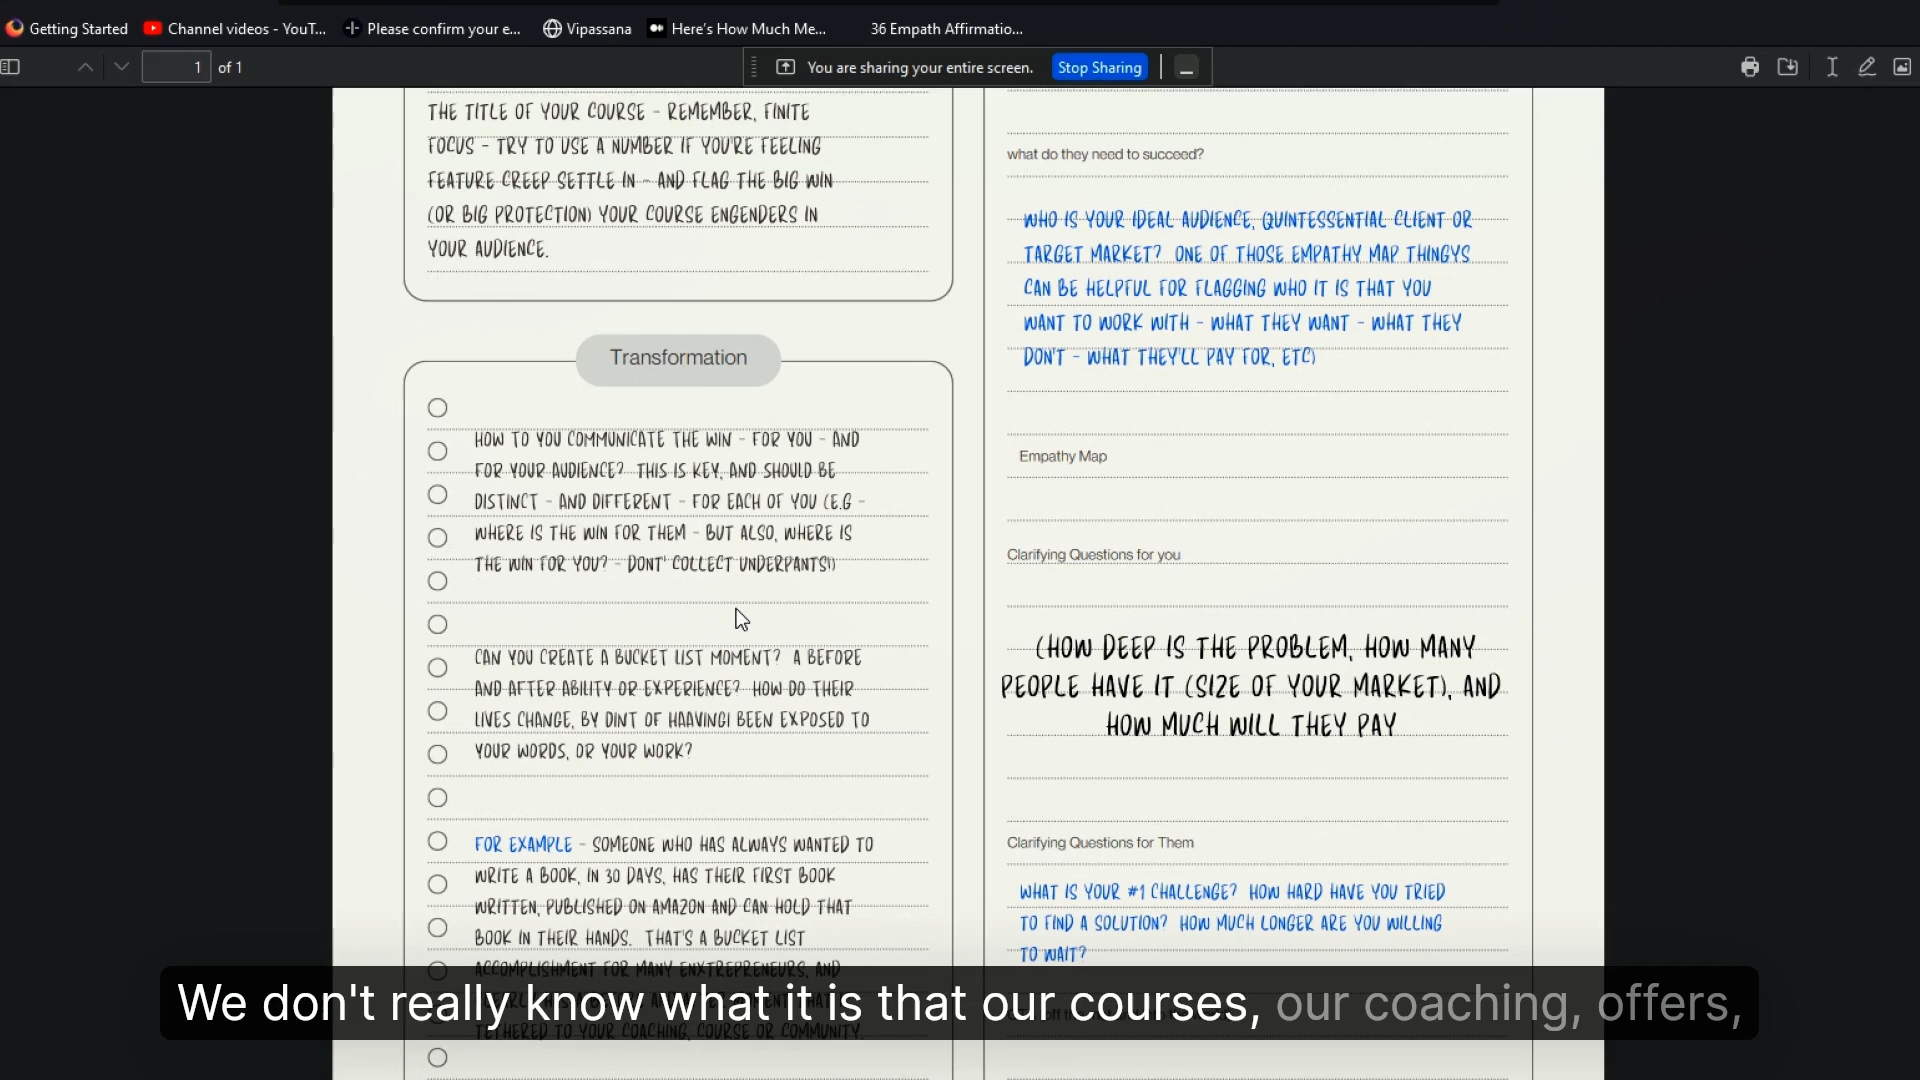 Getting Started
Channel videos - YouT...
Please confirm your e...
Vipassana
Here's How Much Me...
36 Empath Affirmatio...
1 of 1
You are sharing your entire screen.
Stop Sharing
THE TITLE OF YOUR COURSE - REMEMBER, FINITE
FOCUS - TRY TO USE A NUMBER IF YOU'RE FEELING
FEATURE CREEP SETTLE IN - AND FLAG THE BIG WIN
(OR BIG PROTECTION) YOUR COURSE ENGENDERS IN
YOUR AUDIENCE.
Transformation
HOW TO YOU COMMUNICATE THE WIN - FOR YOU - AND
FOR YOUR AUDIENCE? THIS IS KEY, AND SHOULD BE
DISTINCT - AND DIFFERENT - FOR EACH OF YOU (E.G -
WHERE IS THE WIN FOR THEM - BUT ALSO, WHERE IS
THE WIN FOR YOU? - DONT' COLLECT UNDERPANTS!)
CAN YOU CREATE A BUCKET LIST MOMENT? A BEFORE
AND AFTER ABILITY OR EXPERIENCE? HOW DO THEIR
LIVES CHANGE, BY DINT OF HAAVINGI BEEN EXPOSED TO
YOUR WORDS, OR YOUR WORK?
FOR EXAMPLE - SOMEONE WHO HAS ALWAYS WANTED TO
WRITE A BOOK, IN 30 DAYS, HAS THEIR FIRST BOOK
WRITTEN, PUBLISHED ON AMAZON AND CAN HOLD THAT
BOOK IN THEIR HANDS. THAT'S A BUCKET LIST
ACCOMPLISHMENT FOR MANY ENXTREPRENEURS, AND
TETHERED TO YOUR COACHING, COURSE OR COMMUNITY.
what do they need to succeed?
WHO IS YOUR IDEAL AUDIENCE, QUINTESSENTIAL CLIENT OR
TARGET MARKET? ONE OF THOSE EMPATHY MAP THINGYS
CAN BE HELPFUL FOR FLAGGING WHO IT IS THAT YOU
WANT TO WORK WITH - WHAT THEY WANT - WHAT THEY
DON'T - WHAT THEY'LL PAY FOR, ETC)
Empathy Map
Clarifying Questions for you
(HOW DEEP IS THE PROBLEM, HOW MANY
PEOPLE HAVE IT (SIZE OF YOUR MARKET), AND
HOW MUCH WILL THEY PAY
Clarifying Questions for Them
WHAT IS YOUR #1 CHALLENGE? HOW HARD HAVE YOU TRIED
TO FIND A SOLUTION? HOW MUCH LONGER ARE YOU WILLING
TO WAIT?
We don't really know what it is that our courses, our coaching, offers,